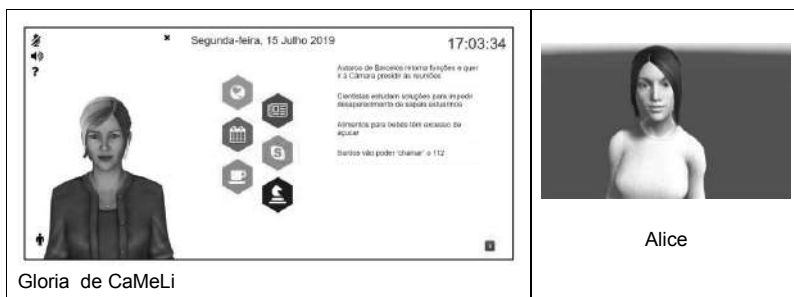 Segunda-feira, 15 Julho 2019
17:03:34
?
Autarca de Barcelos retoma funções e quer
ir à Câmara presidir às reuniões
Cientistas estudam soluções para impedir
desaparecimento de sapais estuarinos
Alimentos para bebés têm excesso de
açucar
Surdos vão poder 'chamar' o 112
S
Gloria de CaMeLi
Alice